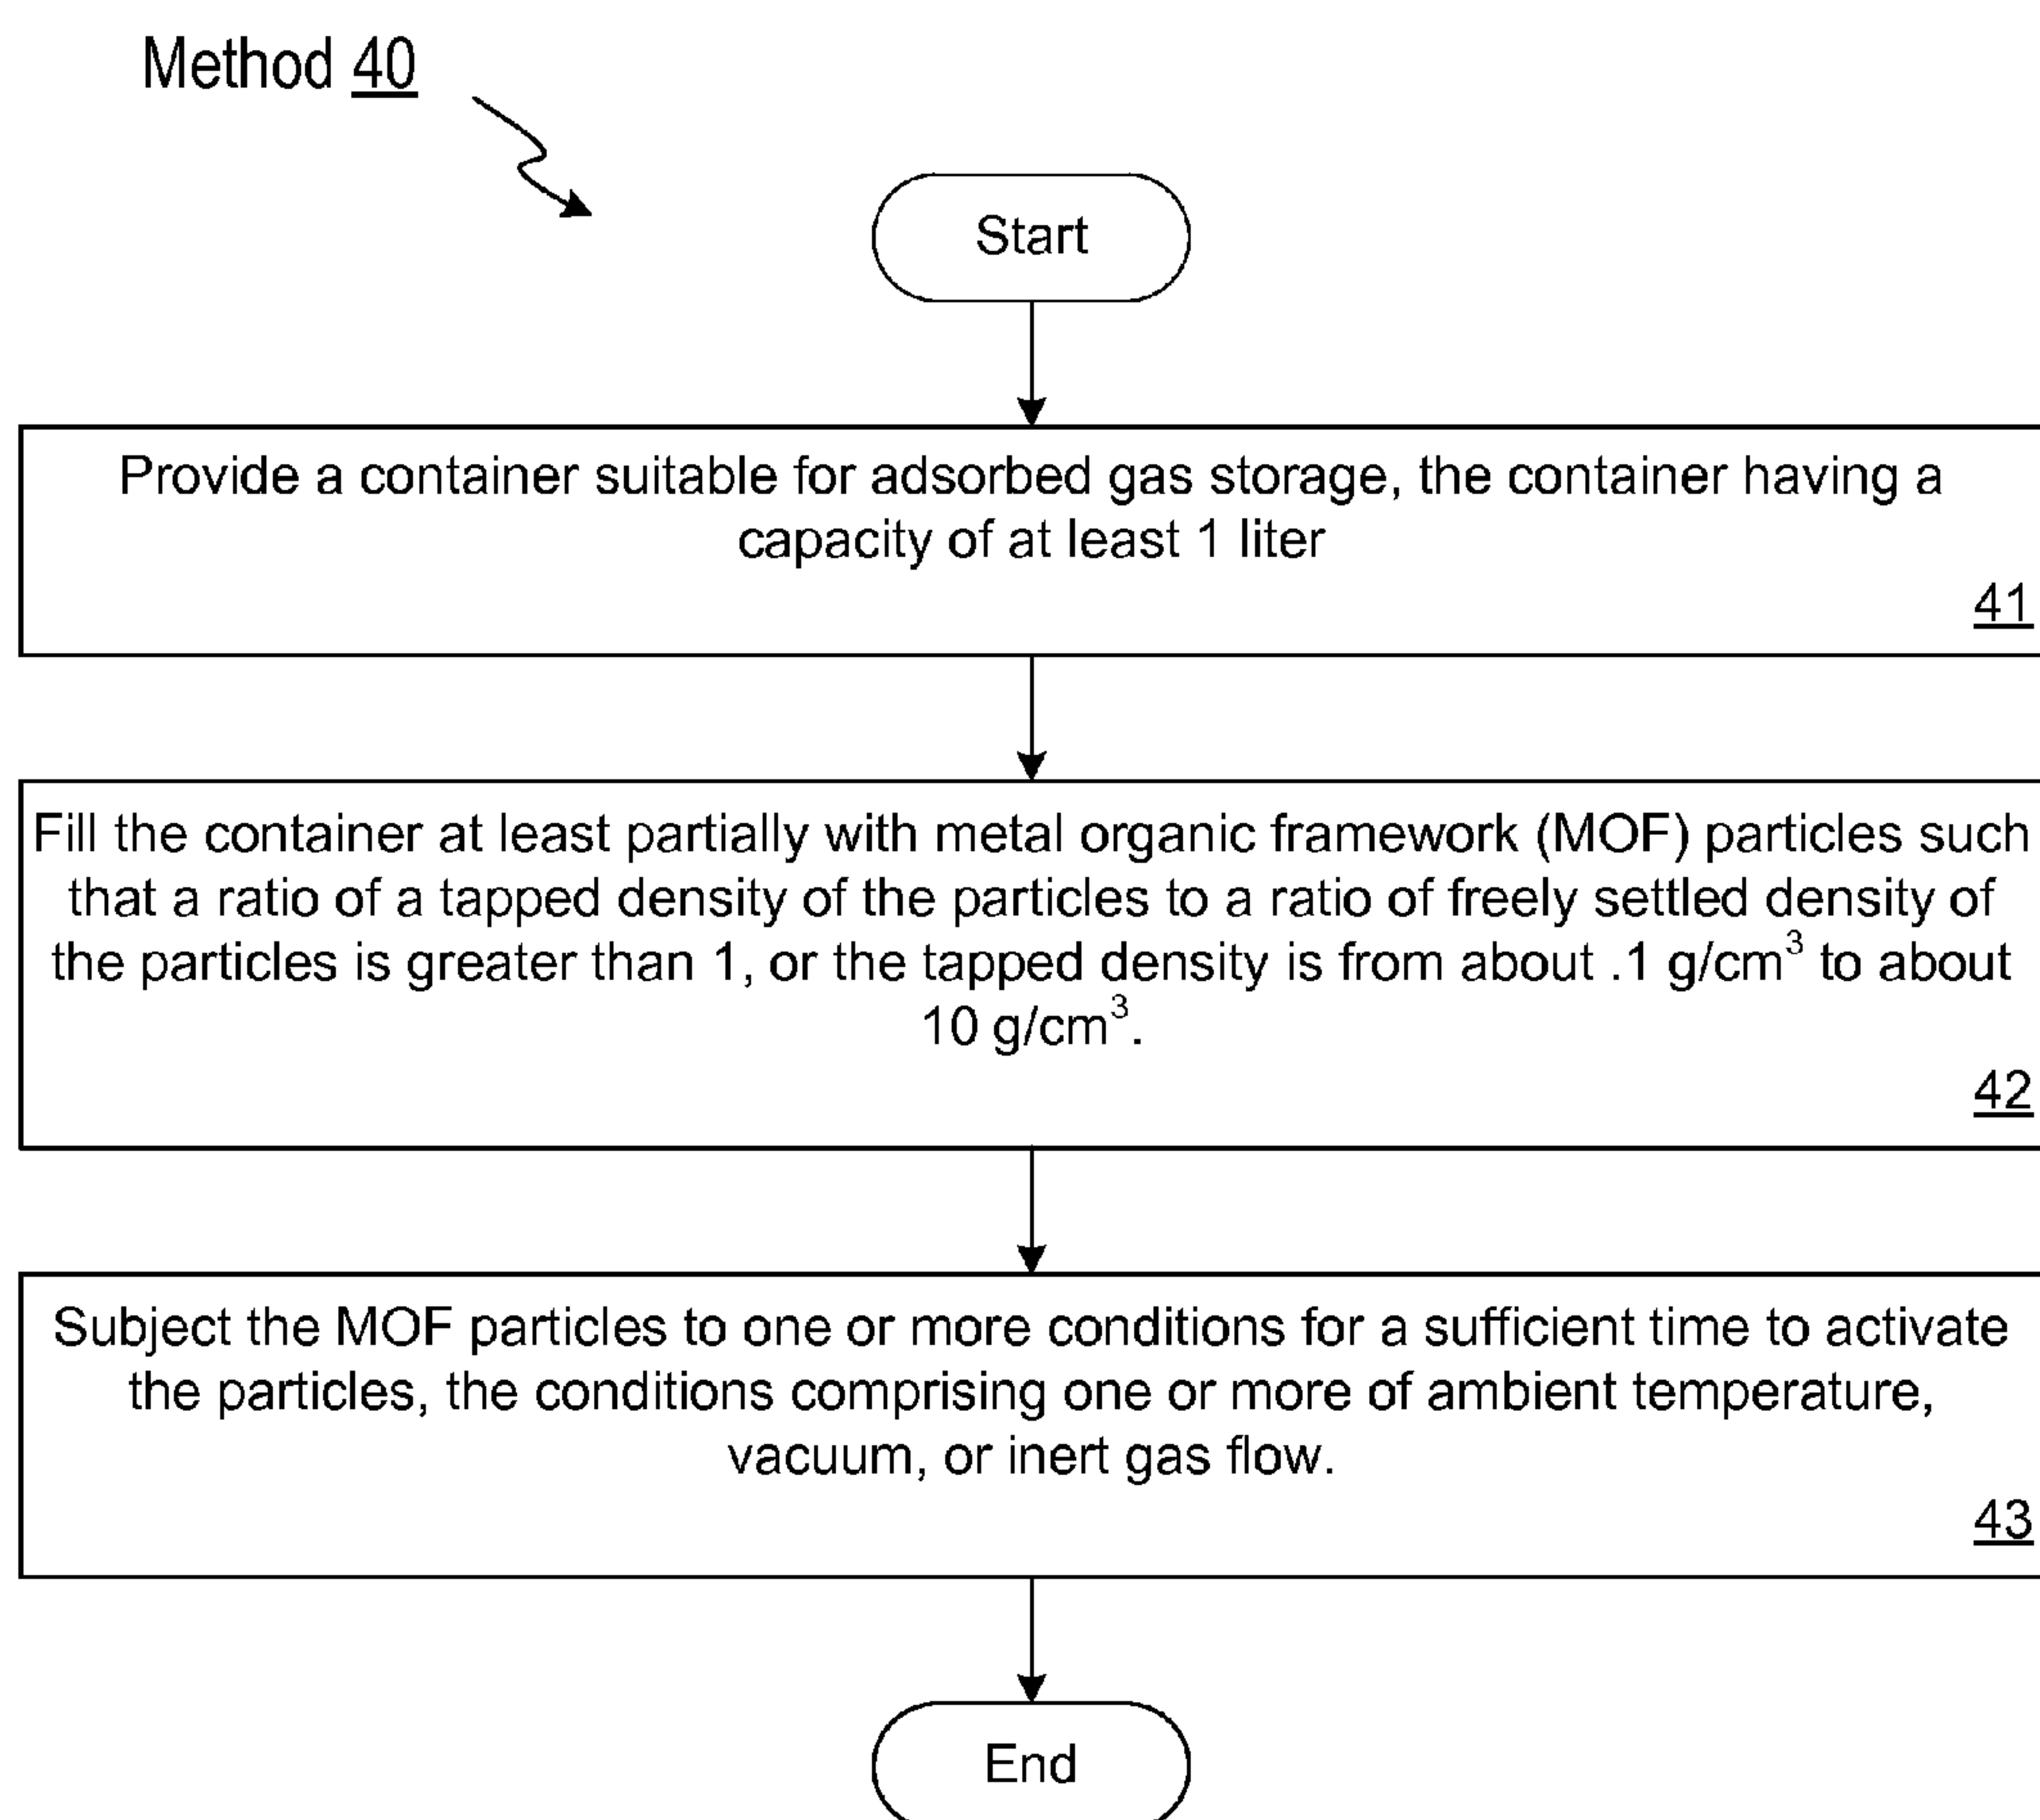 Method 40
Start
Provide a container suitable for adsorbed gas storage, the container having a
capacity of at least 1 liter
41
Fill the container at least partially with metal organic framework (MOF) particles such
that a ratio of a tapped density of the particles to a ratio of freely settled density of
the particles is greater than 1, or the tapped density is from about .1 g/cm³ to about
10 g/cm³.
42
Subject the MOF particles to one or more conditions for a sufficient time to activate
the particles, the conditions comprising one or more of ambient temperature,
vacuum, or inert gas flow.
43
End